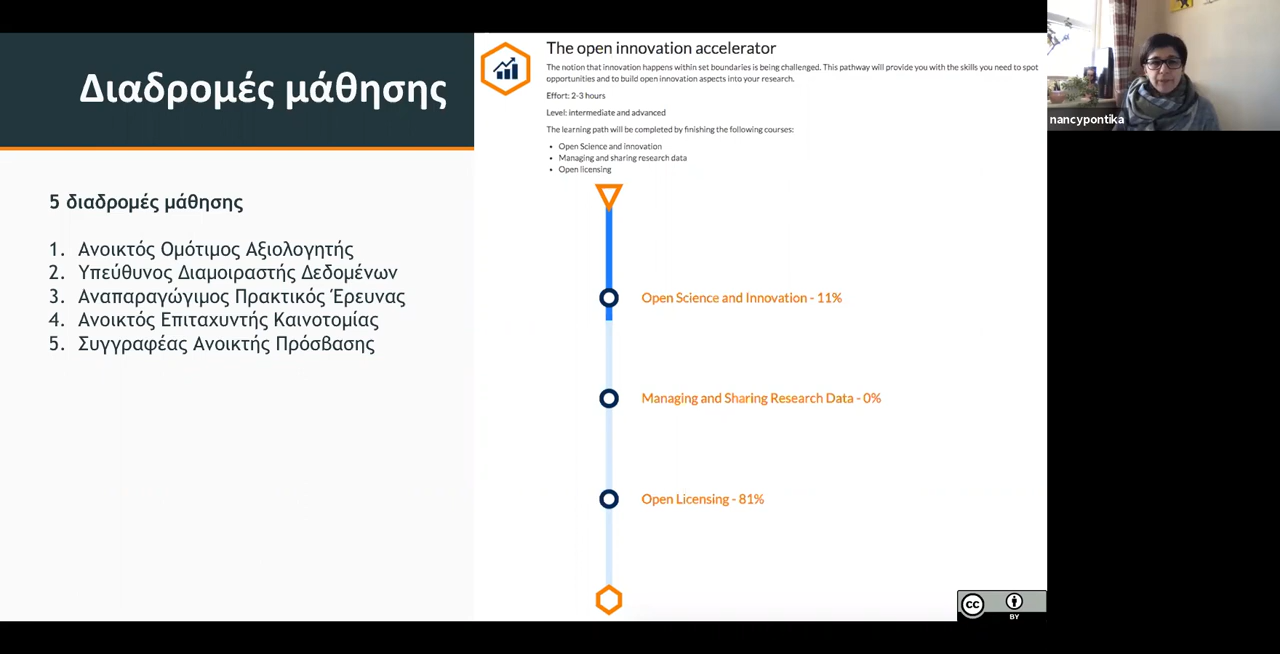 Διαδρομές μάθησης
5 διαδρομές μάθησης
1. Ανοικτός Ομότιμος Αξιολογητής
2. Υπεύθυνος Διαμοιραστής Δεδομένων
3. Αναπαραγώγιμος Πρακτικός Έρευνας
4. Ανοικτός Επιταχυντής Καινοτομίας
5. Συγγραφέας Ανοικτής Πρόσβασης
The open innovation accelerator
The notion that innovation happens within set boundaries is being challenged. This pathway will provide you with the skills you need to spot
opportunities and to build open innovation aspects into your research.
Effort: 2-3 hours
Level: intermediate and advanced
The learning path will be completed by finishing the following courses:
• Open Science and innovation
• Managing and sharing research data
• Open licensing
Open Science and Innovation - 11%
Managing and Sharing Research Data - 0%
Open Licensing - 81%
cc
BY
nancypontika